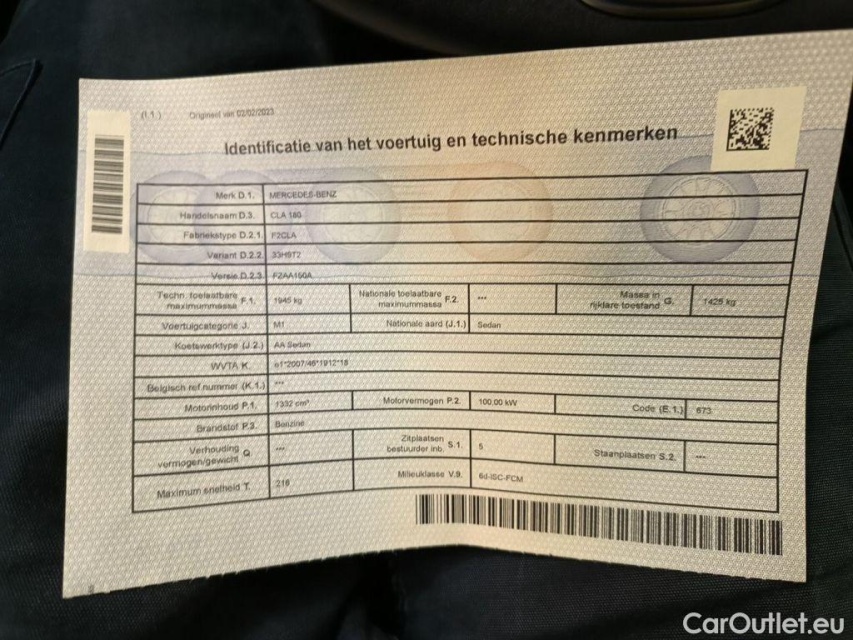 (I.1.) Origineel van 02/02/2023
Identificatie van het voertuig en technische kenmerken
Merk D.1. MERCEDES-BENZ
Handelsnaam D.3. CLA 180
Fabriekstype D.2.1. F2CLA
Variant D.2.2. 33H9T2
Versie D.2.3. FZAA150A
Techn. toelaatbare maximummassa F.1. 1945 kg Nationale toelaatbare maximummassa F.2. --- Massa in rijklare toestand G. 1425 kg
Voertuigcategorie J. M1 Nationale aard (J.1.) Sedan
Koetswerktype (J.2.) AA Sedan
WVTA K. e1*2007/46*1912*18
Belgisch ref.nummer (K.1.) ---
Motorinhoud P.1. 1332 cm³ Motorvermogen P.2. 100,00 kW Code (E.1.) 673
Brandstof P.3. Benzine
Verhouding vermogen/gewicht Q. --- Zitplaatsen bestuurder inb. S.1. 5 Staanplaatsen S.2. ---
Maximum snelheid T. 216 Milieuklasse V.9. 6d-ISC-FCM
CarOutlet.eu